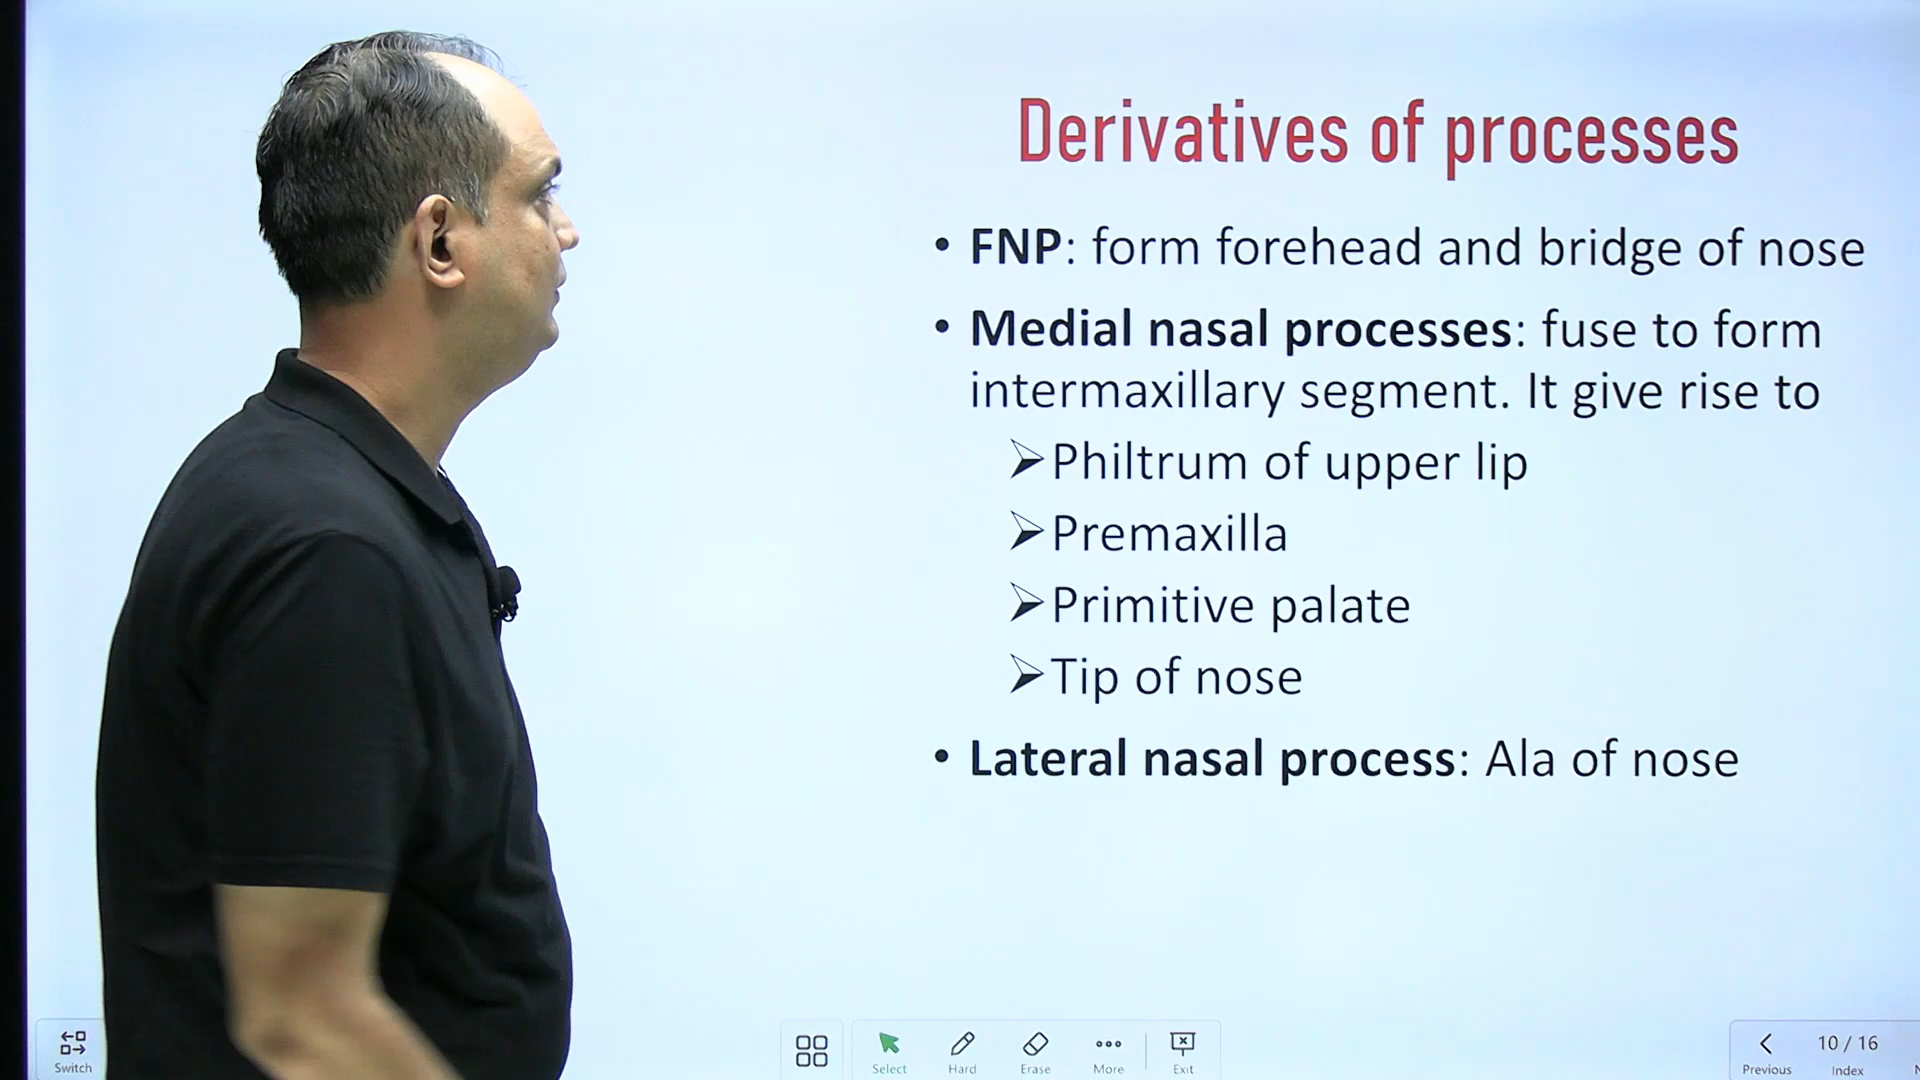 Derivatives of processes
• FNP: form forehead and bridge of nose
• Medial nasal processes: fuse to form
intermaxillary segment. It give rise to
➢Philtrum of upper lip
➢Premaxilla
➢Primitive palate
➢Tip of nose
• Lateral nasal process: Ala of nose
Switch
Select Hard Erase More Exit
10 / 16
Previous Index